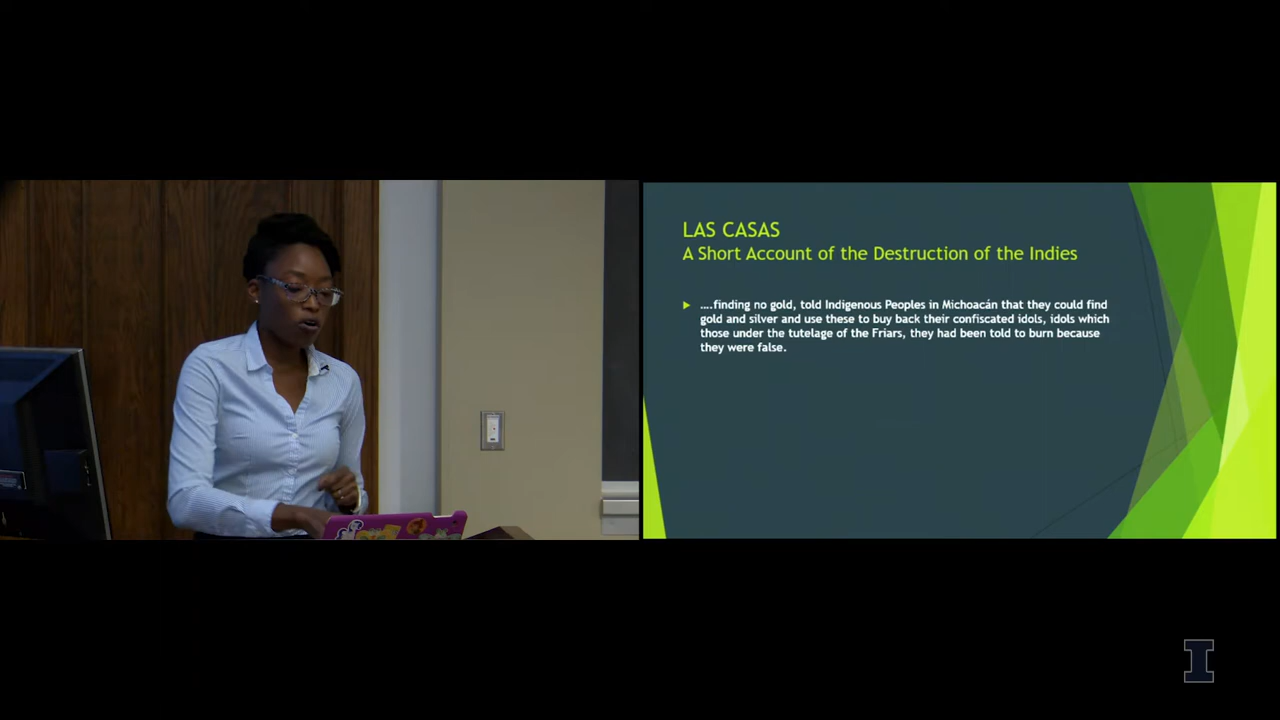 LAS CASAS
A Short Account of the Destruction of the Indies
....finding no gold, told Indigenous Peoples in Michoacán that they could find
gold and silver and use these to buy back their confiscated idols, idols which
those under the tutelage of the Friars, they had been told to burn because
they were false.
I